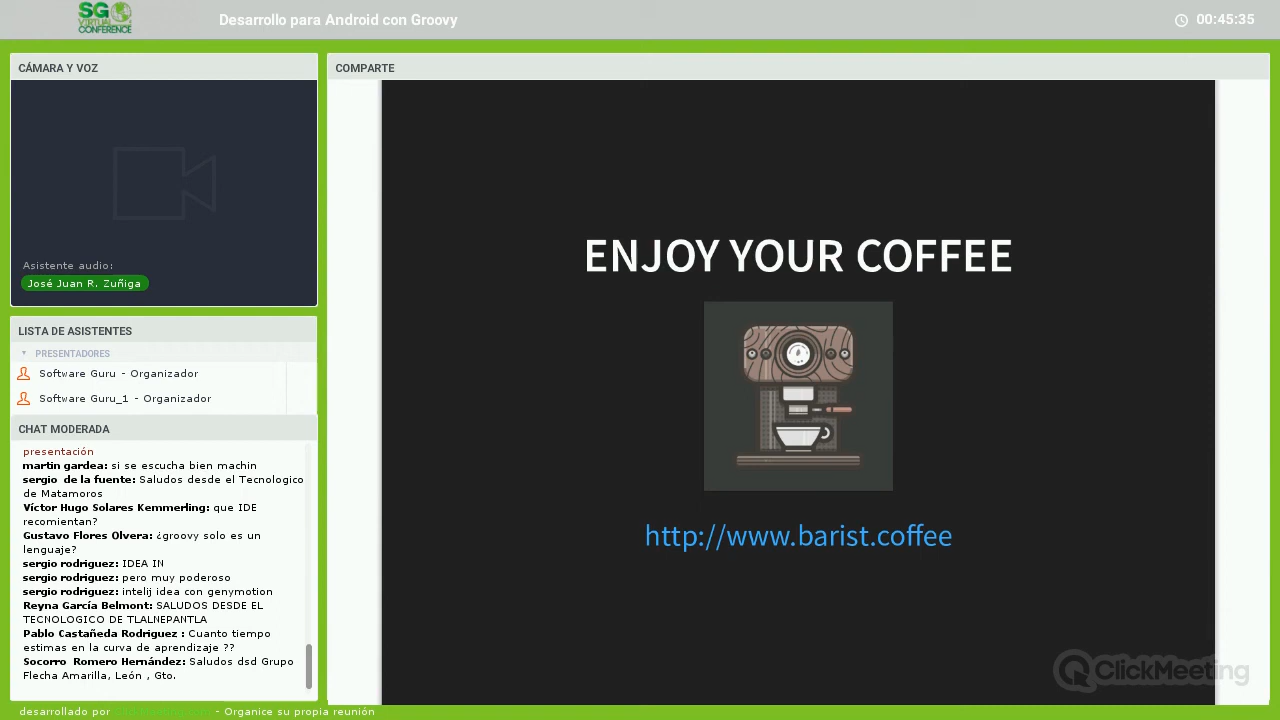 SG
VIRTUAL
CONFERENCE
Desarrollo para Android con Groovy
00:45:35
CÁMARA Y VOZ
Asistente audio:
José Juan R. Zuñiga
LISTA DE ASISTENTES
PRESENTADORES
Software Guru - Organizador
Software Guru_1 - Organizador
CHAT MODERADA
presentación
martin gardea: si se escucha bien machin
sergio de la fuente: Saludos desde el Tecnologico
de Matamoros
Víctor Hugo Solares Kemmerling: que IDE
recomientan?
Gustavo Flores Olvera: ¿groovy solo es un
lenguaje?
sergio rodriguez: IDEA IN
sergio rodriguez: pero muy poderoso
sergio rodriguez: intelij idea con genymotion
Reyna García Belmont: SALUDOS DESDE EL
TECNOLOGICO DE TLALNEPANTLA
Pablo Castañeda Rodriguez : Cuanto tiempo
estimas en la curva de aprendizaje ??
Socorro Romero Hernández: Saludos dsd Grupo
Flecha Amarilla, León , Gto.
desarrollado por - Organice su propia reunión
COMPARTE
ENJOY YOUR COFFEE
http://www.barist.coffee
ClickMeeting